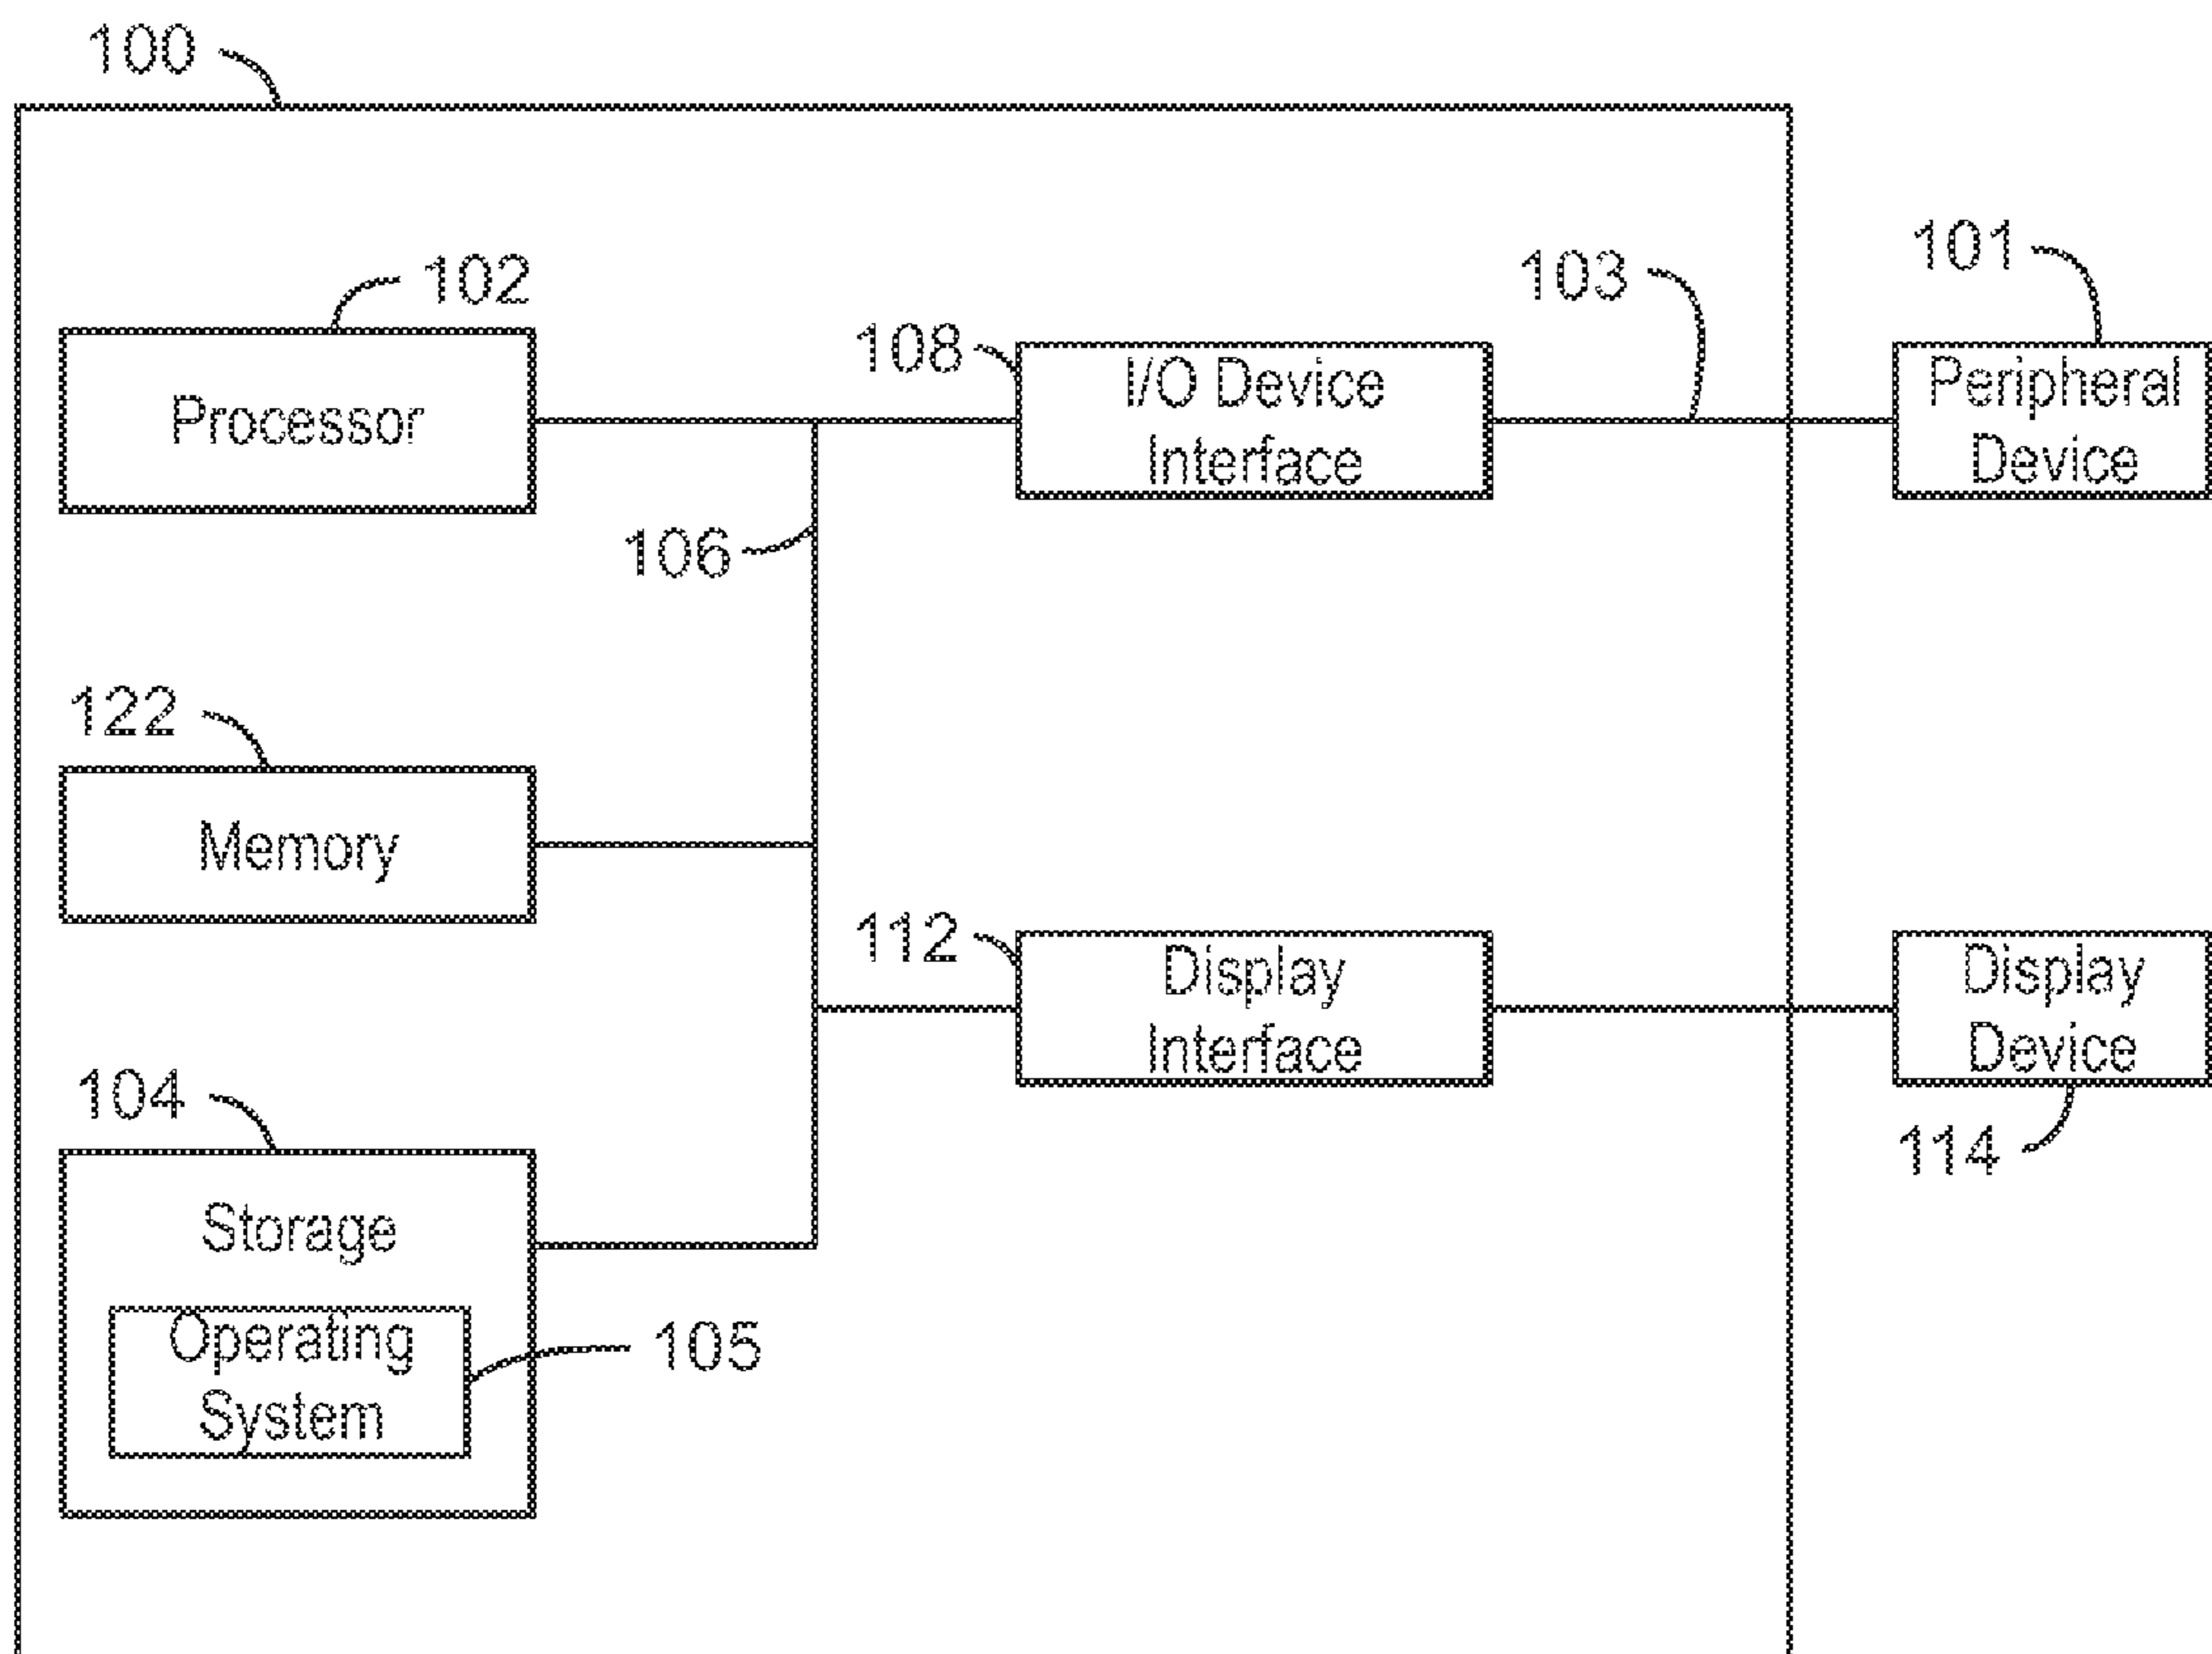 100
102
Processor
108
I/O Device
Interface
103
101
Peripheral
Device
106
122
Memory
112
Display
Interface
Display
Device
114
104
Storage
Operating
System
105